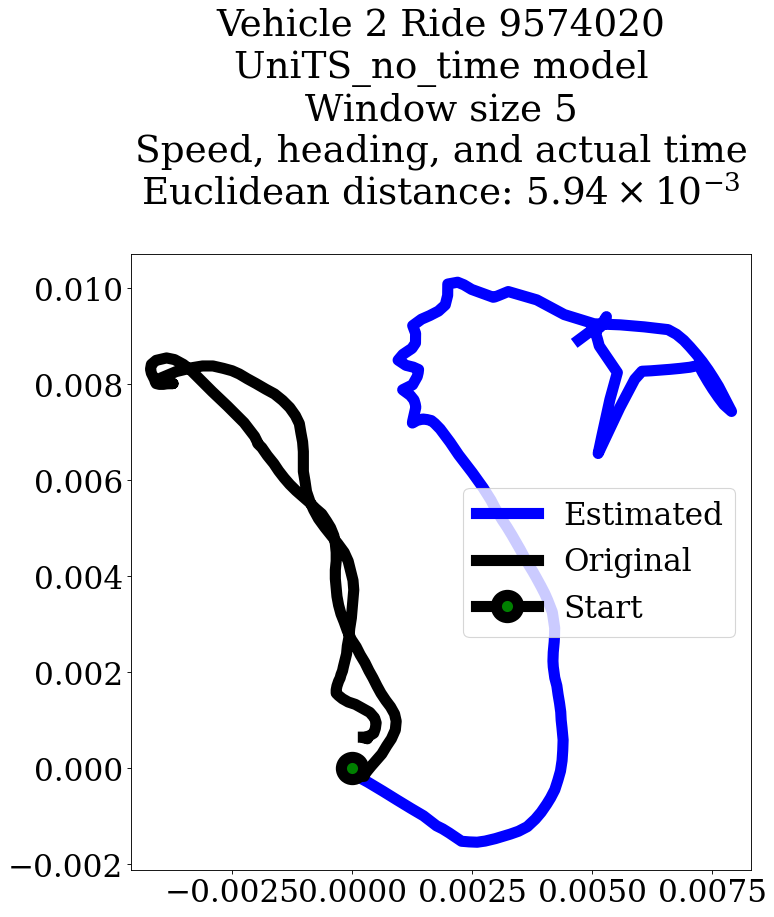 Vehicle 2 Ride 9574020
UniTS_no_time model
Window size 5
Speed, heading, and actual time
Euclidean distance: 5.94 × 10⁻³
0.010
0.008
0.006
0.004
0.002
0.000
−0.002
Estimated
Original
Start
−0.0025 0.0000 0.0025 0.0050 0.0075